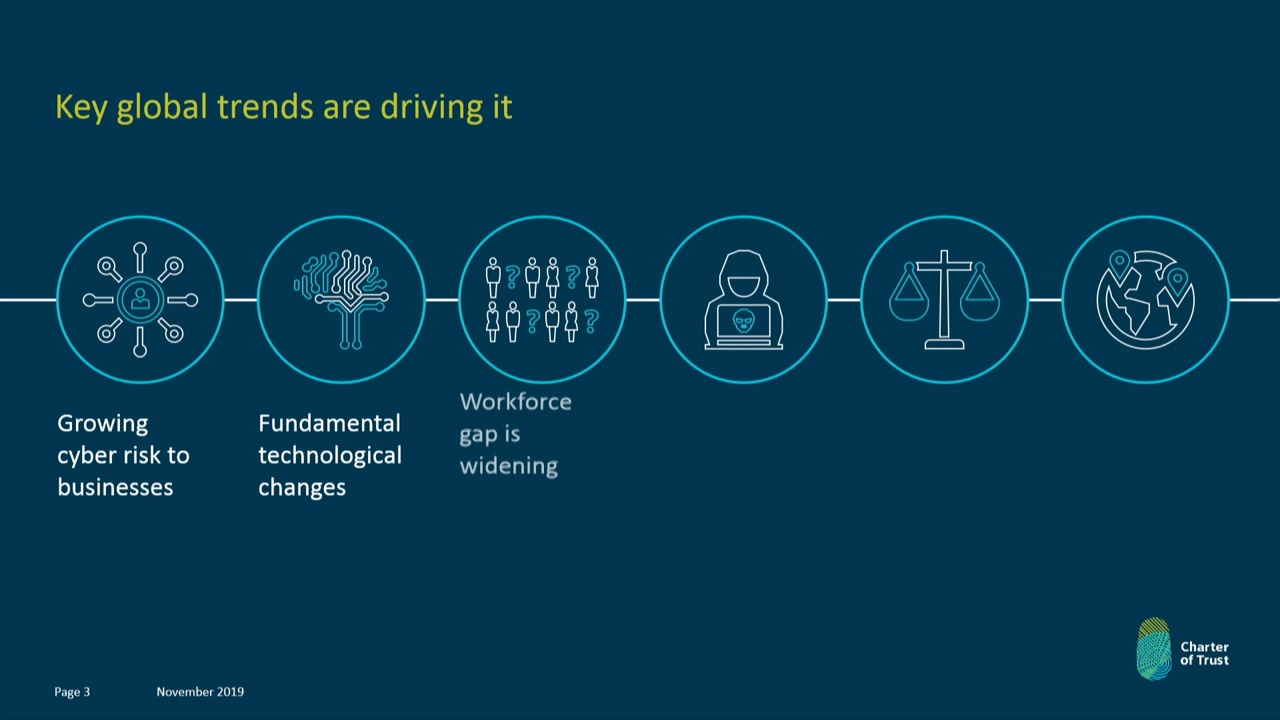 Key global trends are driving it
Growing
cyber risk to
businesses
Fundamental
technological
changes
Workforce
gap is
widening
Charter
of Trust
Page 3
November 2019